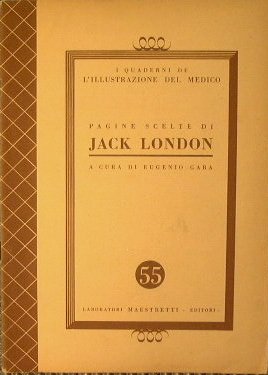 I QUADERNI DE
L'ILLUSTRAZIONE DEL MEDICO
PAGINE SCELTE DI
JACK LONDON
A CURA DI EUGENIO GARA
55
LABORATORI MAESTRETTI - EDITORI -